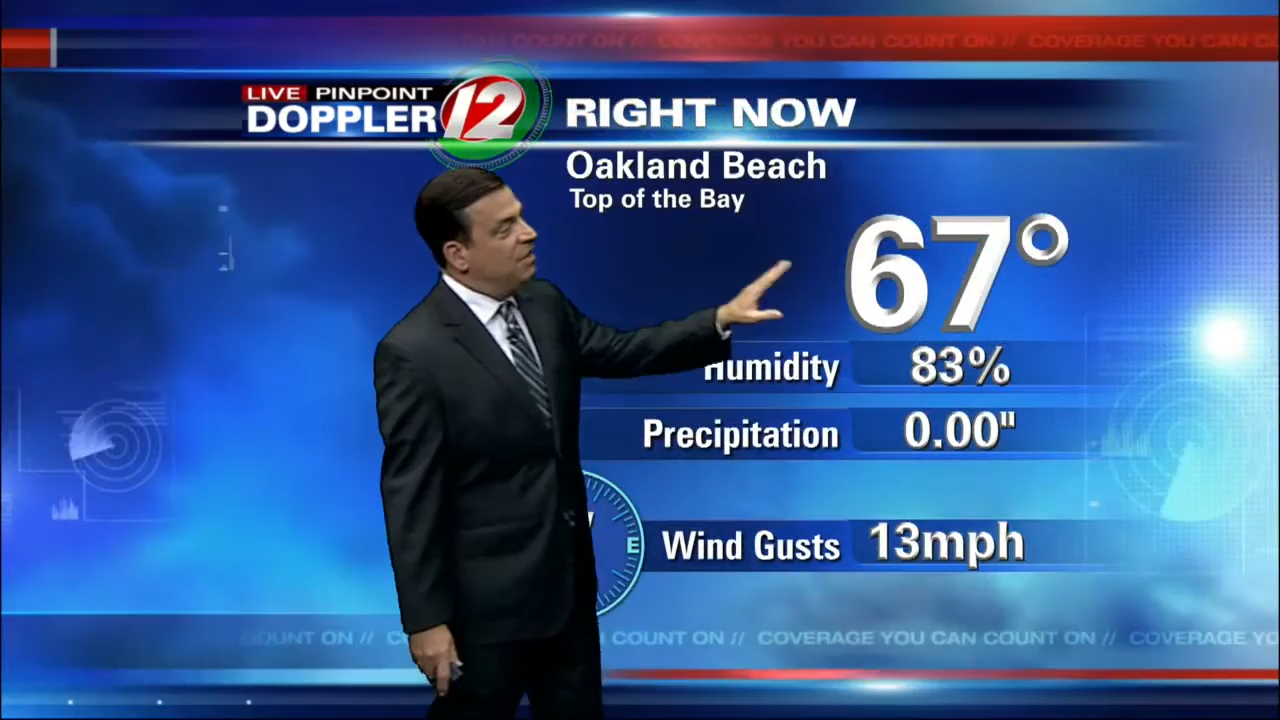 COUNT ON // COVERAGE YOU CAN COUNT ON // COVERAGE YOU CAN
LIVE PINPOINT
DOPPLER 12
RIGHT NOW
Oakland Beach
Top of the Bay
67°
Humidity 83%
Precipitation 0.00"
E
Wind Gusts 13mph
COUNT ON // COUNT ON // COVERAGE YOU CAN COUNT ON // COVERAGE